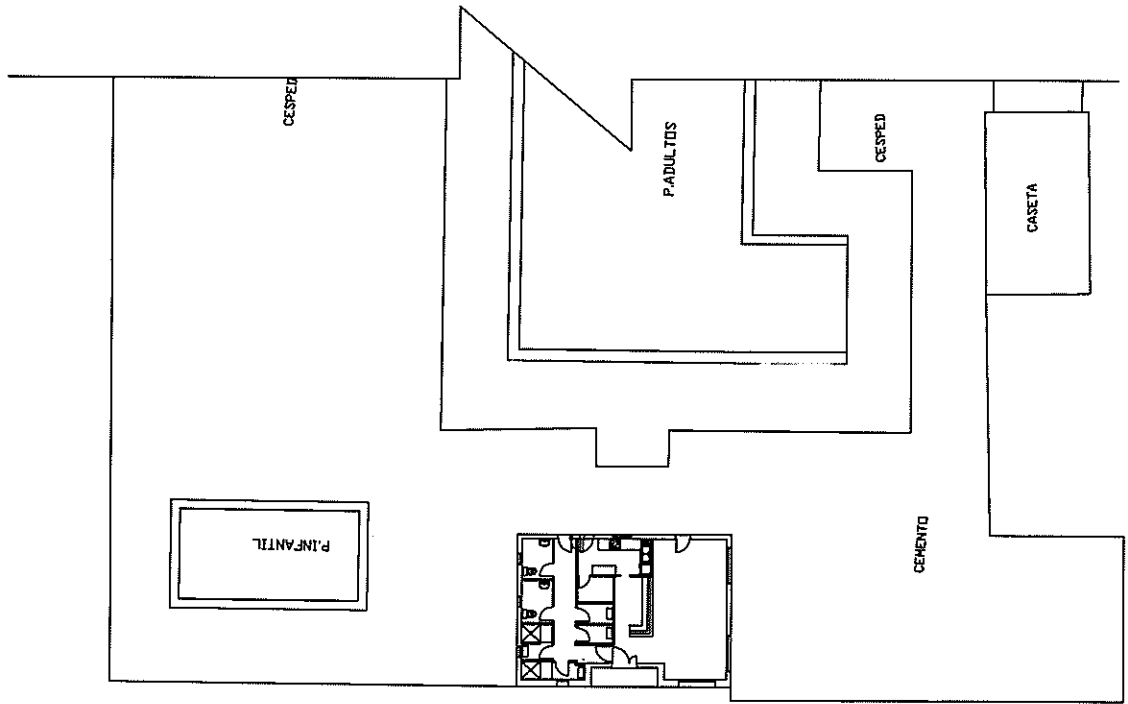 CESPED
P.ADULTOS
CESPED
CASETA
P.INFANTIL
CEMENTO